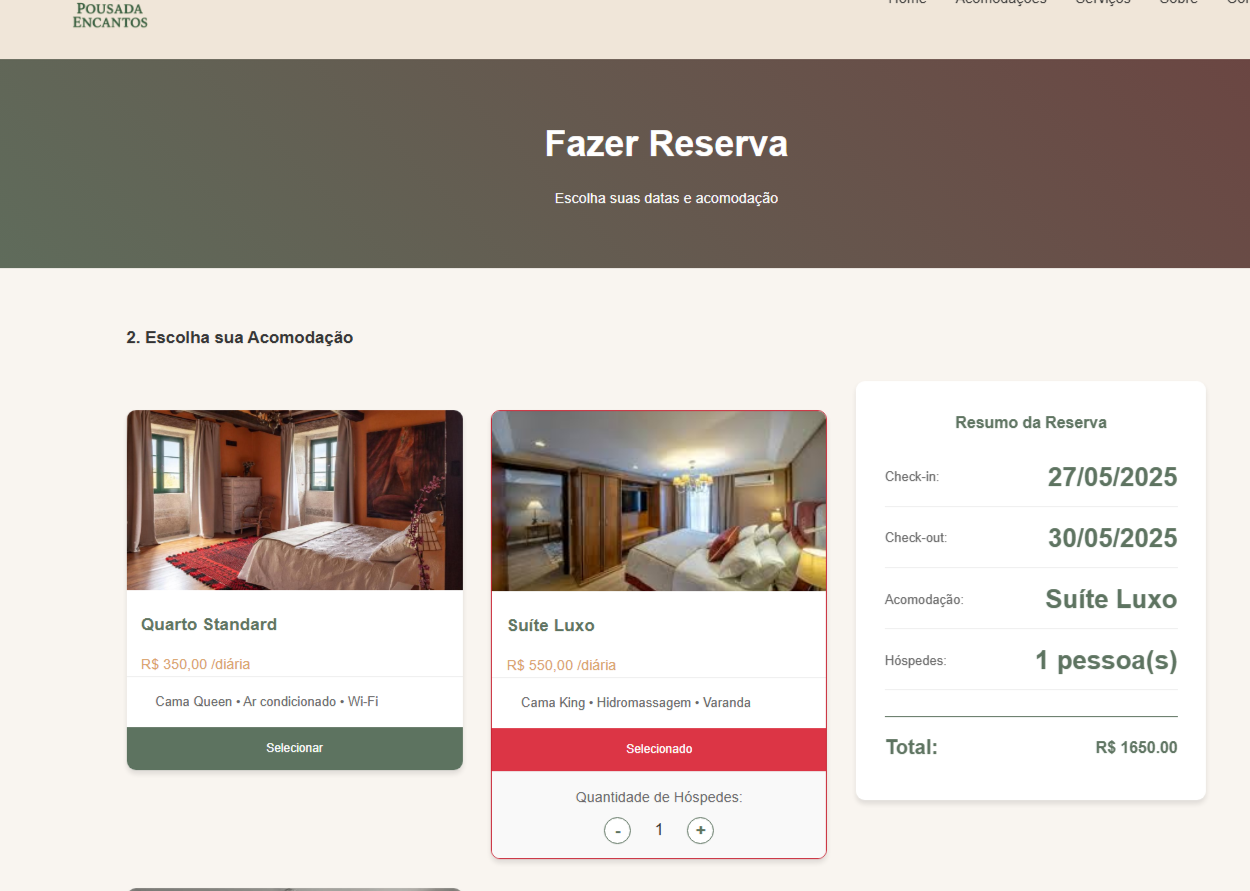 POUSADA
ENCANTOS
Home Acomodações Serviços Sobre
Fazer Reserva
Escolha suas datas e acomodação
2. Escolha sua Acomodação
Quarto Standard
R$ 350,00 /diária
Cama Queen • Ar condicionado • Wi-Fi
Selecionar
Suíte Luxo
R$ 550,00 /diária
Cama King • Hidromassagem • Varanda
Selecionado
Quantidade de Hóspedes:
- 1 +
Resumo da Reserva
Check-in: 27/05/2025
Check-out: 30/05/2025
Acomodação: Suíte Luxo
Hóspedes: 1 pessoa(s)
Total: R$ 1650.00